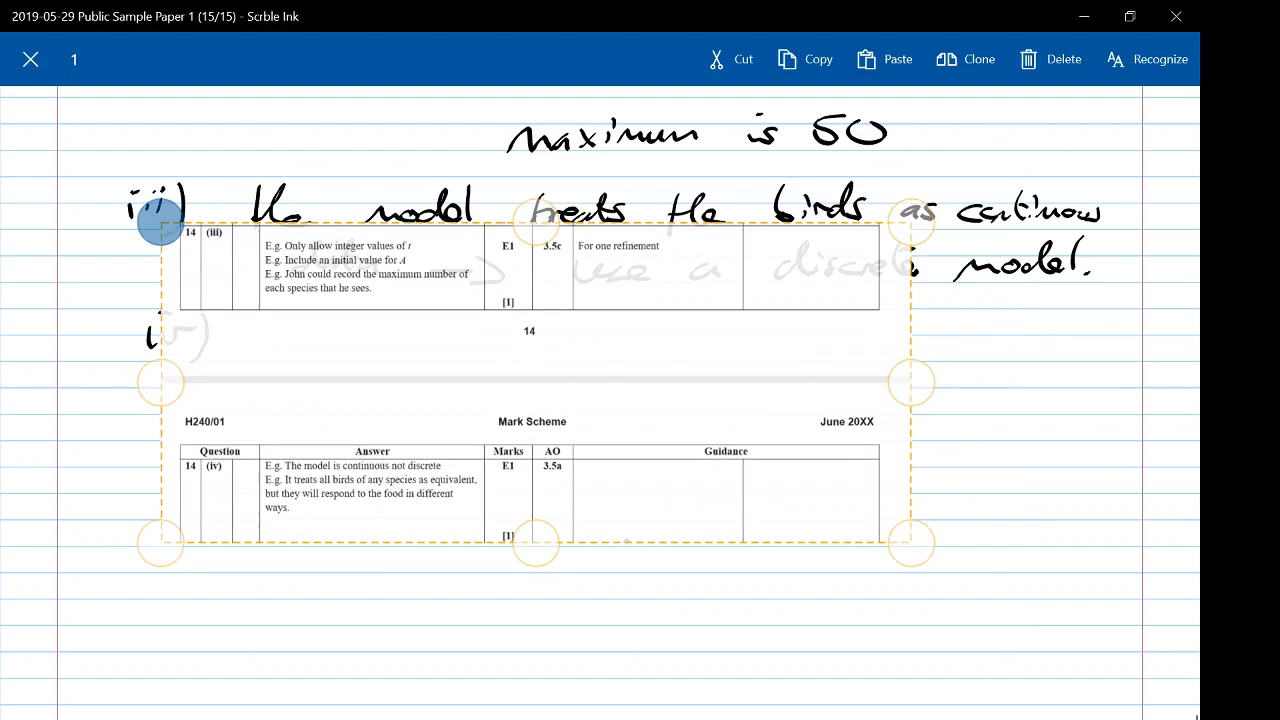 2019-05-29 Public Sample Paper 1 (15/15) - Scrble Ink
1 Cut Copy Paste Clone Delete Recognize
maximum is 50
iii) the model treats the birds as continuous
=> use a discrete model.
14 (iii) E.g. Only allow integer values of t E1 3.5c For one refinement
E.g. Include an initial value for A
E.g. John could record the maximum number of
each species that he sees.
[1]
iv)
14
H240/01 Mark Scheme June 20XX
Question Answer Marks AO Guidance
14 (iv) E.g. The model is continuous not discrete E1 3.5a
E.g. It treats all birds of any species as equivalent,
but they will respond to the food in different
ways.
[1]